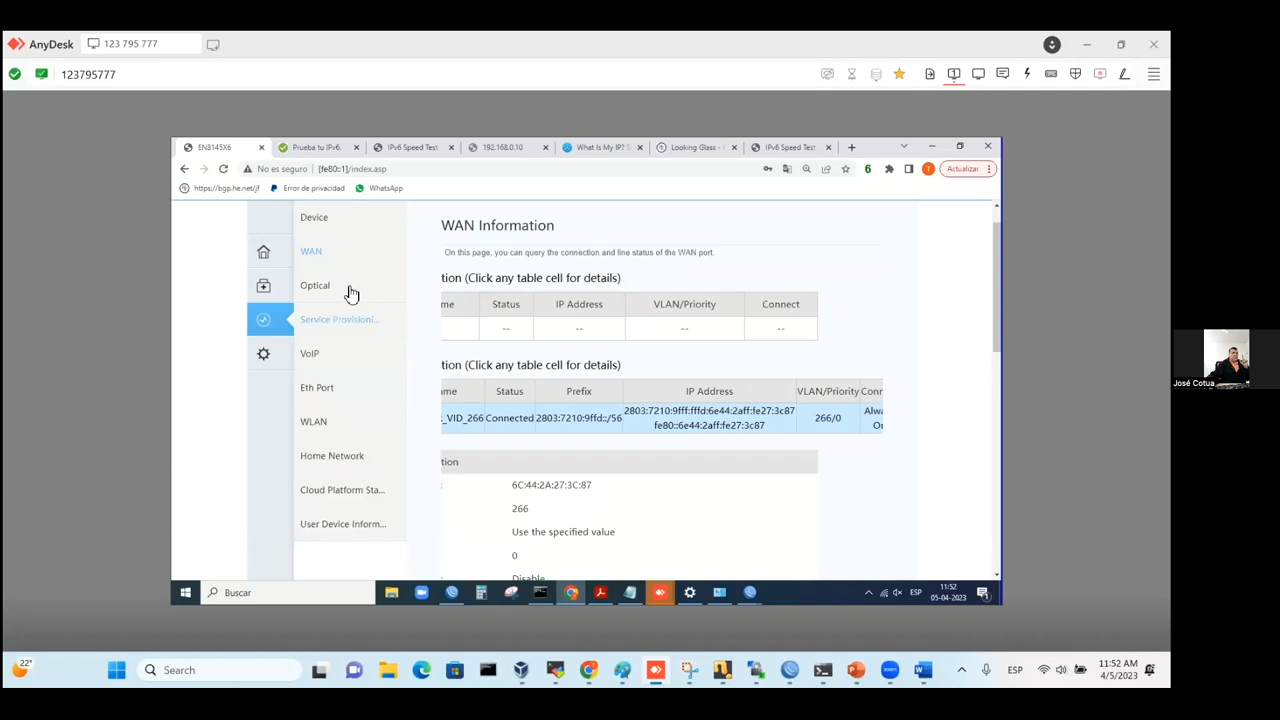 AnyDesk
123 795 777
123795777
EN8145X6
Prueba tu IPv6.
IPv6 Speed Test
192.168.0.10
What Is My IP? S
Looking Glass -
IPv6 Speed Test
No es seguro
[fe80::1]/index.asp
6
T
Actualizar
https://bgp.he.net/jf
Error de privacidad
WhatsApp
Device
WAN
Optical
Service Provisioni...
VoIP
Eth Port
WLAN
Home Network
Cloud Platform Sta...
User Device Inform...
WAN Information
On this page, you can query the connection and line status of the WAN port.
tion (Click any table cell for details)
me Status IP Address VLAN/Priority Connect
-- -- -- --
tion (Click any table cell for details)
me Status Prefix IP Address VLAN/Priority Conn
_VID_266 Connected 2803:7210:9ffd::/56 2803:7210:9fff:fffd:6e44:2aff:fe27:3c87 266/0 Alwa
fe80::6e44:2aff:fe27:3c87 Or
tion
: 6C:44:2A:27:3C:87
266
Use the specified value
0
Disable
Buscar
ESP
11:52
05-04-2023
José Cotua
22°
Search
ESP
11:52 AM
4/5/2023